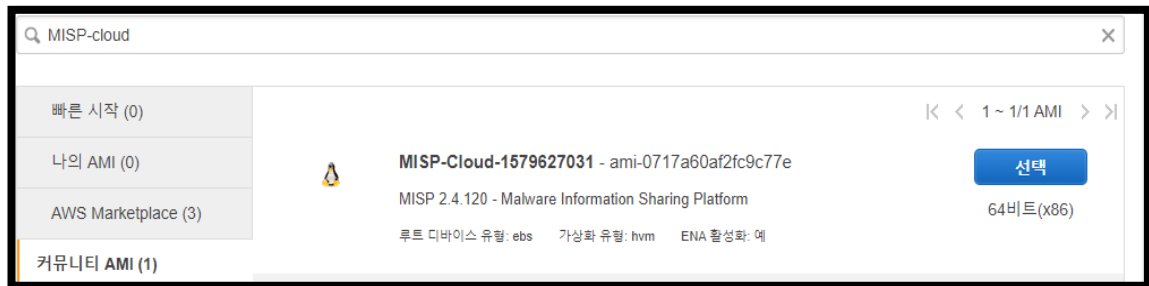 MISP-cloud
빠른 시작 (0)
나의 AMI (0)
AWS Marketplace (3)
커뮤니티 AMI (1)
1 ~ 1/1 AMI
MISP-Cloud-1579627031 - ami-0717a60af2fc9c77e
MISP 2.4.120 - Malware Information Sharing Platform
루트 디바이스 유형: ebs 가상화 유형: hvm ENA 활성화: 예
선택
64비트(x86)